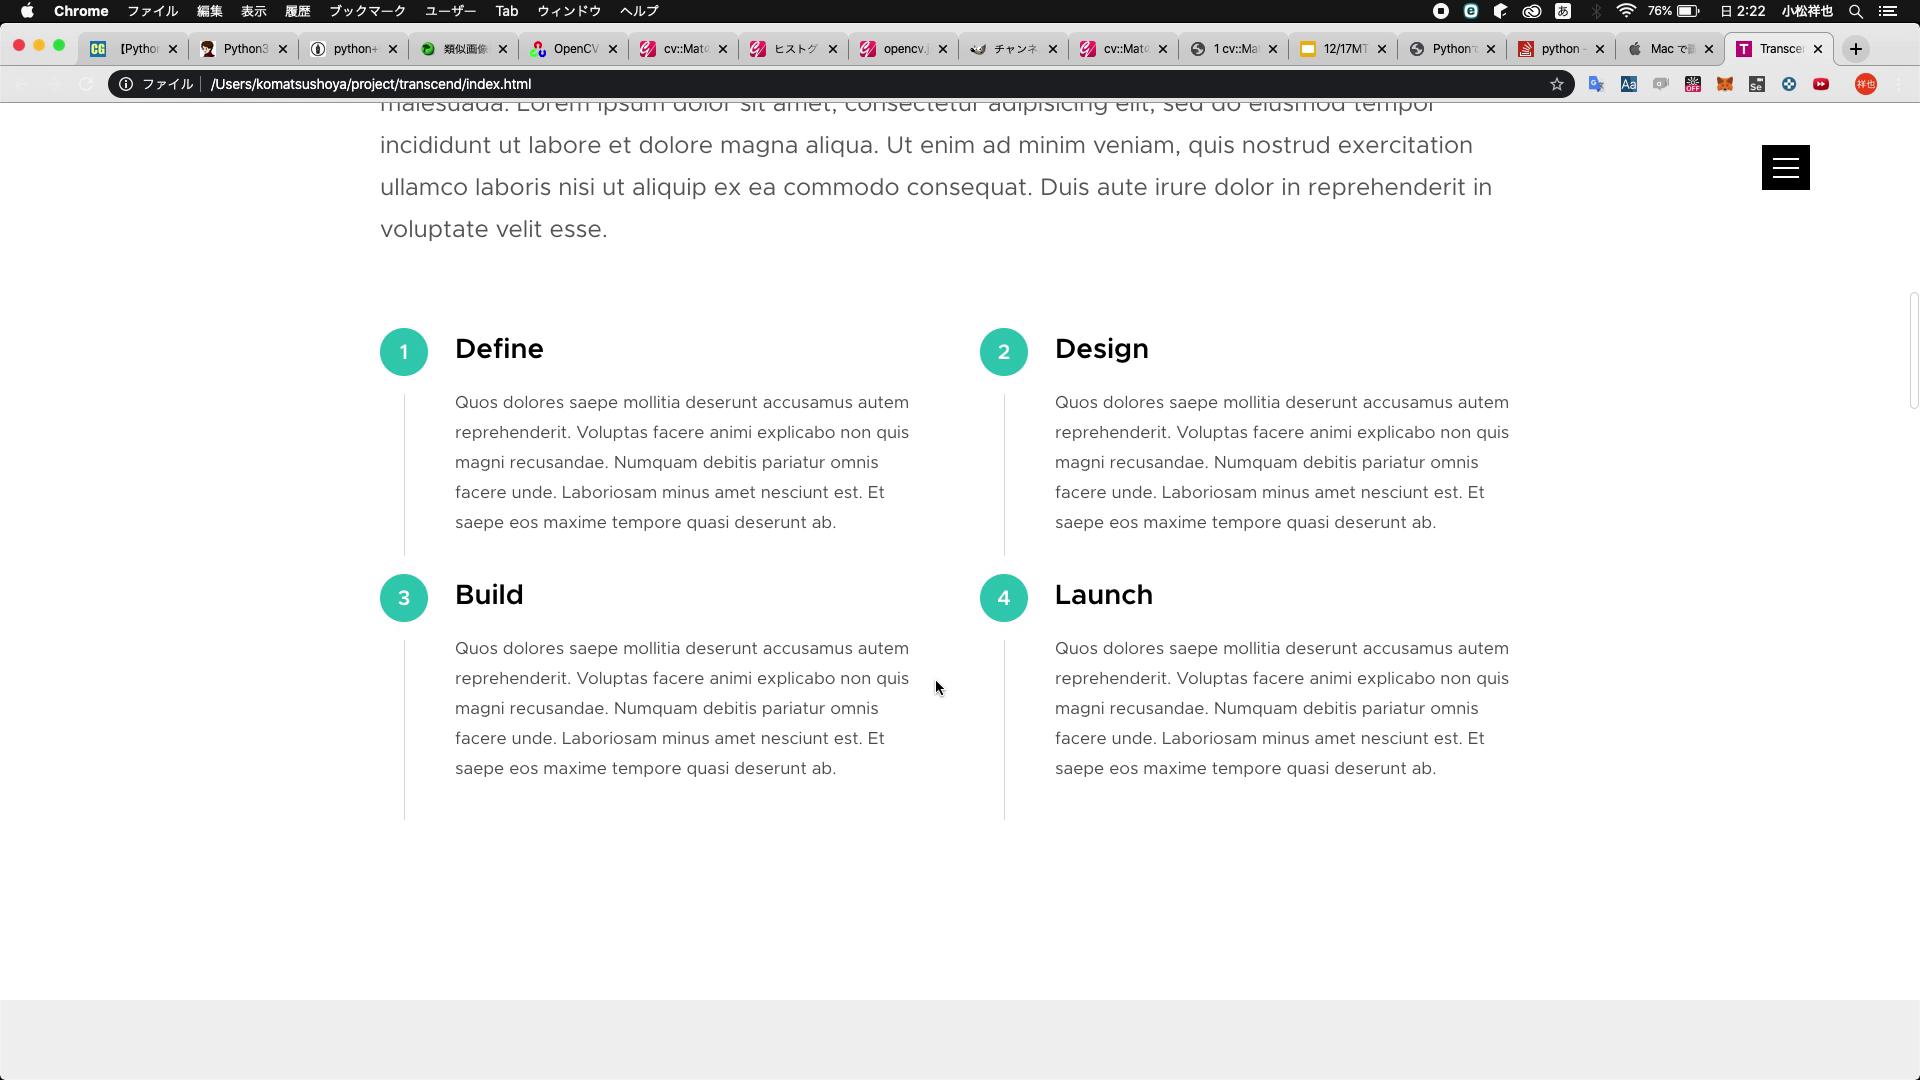 Chrome ファイル 編集 表示 履歴 ブックマーク ユーザー Tab ウィンドウ ヘルプ あ 76% 日 2:22 小松祥也
CG 【Pytho Python3 python+ 類似画像 OpenCV cv::Mat ヒストグ opencv. チャンネ cv::Mat 1 cv::Ma 12/17MT Python python - Mac で Transce
ファイル /Users/komatsushoya/project/transcend/index.html Aa OFF Se 祥也
malesuada. Lorem ipsum dolor sit amet, consectetur adipisicing elit, sed do eiusmod tempor
incididunt ut labore et dolore magna aliqua. Ut enim ad minim veniam, quis nostrud exercitation
ullamco laboris nisi ut aliquip ex ea commodo consequat. Duis aute irure dolor in reprehenderit in
voluptate velit esse.
1 Define
Quos dolores saepe mollitia deserunt accusamus autem
reprehenderit. Voluptas facere animi explicabo non quis
magni recusandae. Numquam debitis pariatur omnis
facere unde. Laboriosam minus amet nesciunt est. Et
saepe eos maxime tempore quasi deserunt ab.
2 Design
Quos dolores saepe mollitia deserunt accusamus autem
reprehenderit. Voluptas facere animi explicabo non quis
magni recusandae. Numquam debitis pariatur omnis
facere unde. Laboriosam minus amet nesciunt est. Et
saepe eos maxime tempore quasi deserunt ab.
3 Build
Quos dolores saepe mollitia deserunt accusamus autem
reprehenderit. Voluptas facere animi explicabo non quis
magni recusandae. Numquam debitis pariatur omnis
facere unde. Laboriosam minus amet nesciunt est. Et
saepe eos maxime tempore quasi deserunt ab.
4 Launch
Quos dolores saepe mollitia deserunt accusamus autem
reprehenderit. Voluptas facere animi explicabo non quis
magni recusandae. Numquam debitis pariatur omnis
facere unde. Laboriosam minus amet nesciunt est. Et
saepe eos maxime tempore quasi deserunt ab.